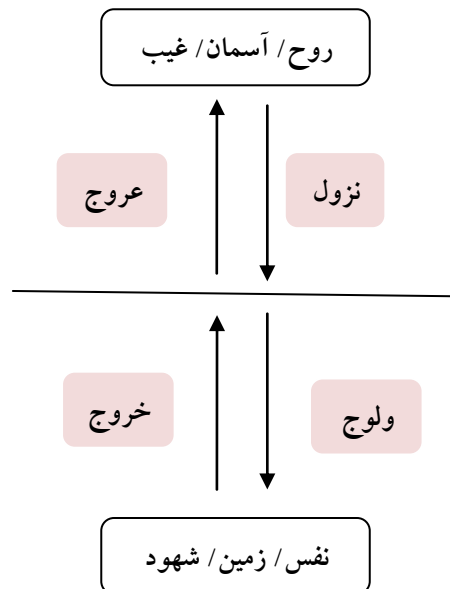 روح/ آسمان/ غیب
نزول
عروج
خروج
ولوج
نفس/ زمین/ شهود